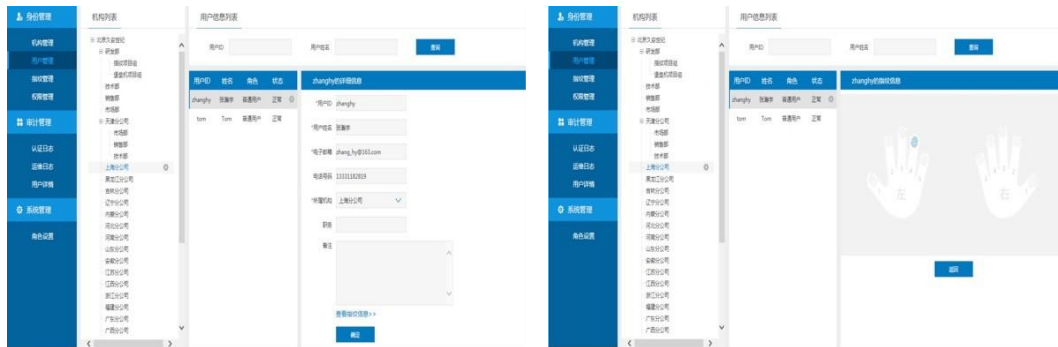 身份管理
机构管理
用户管理
指纹管理
权限管理
审计管理
认证日志
运维日志
用户详情
系统管理
角色设置
机构列表
研发部
指纹项目组
堡垒机项目组
技术部
销售部
市场部
天津分公司
市场部
销售部
技术部
上海分公司
黑龙江分公司
吉林分公司
辽宁分公司
内蒙分公司
河北分公司
河南分公司
山东分公司
安徽分公司
江苏分公司
江西分公司
浙江分公司
福建分公司
广东分公司
广西分公司
用户信息列表
用户ID
用户姓名
查询
用户ID 姓名 角色 状态
zhanghy 张瀚宇 普通用户 正常
tom Tom 普通用户 正常
zhanghy的详细信息
*用户ID zhanghy
*用户姓名 张瀚宇
*电子邮箱 zhang_hy@163.com
电话号码 13331182819
*所属机构 上海分公司
职务
备注
查看指纹信息>>
修正
身份管理
机构管理
用户管理
指纹管理
权限管理
审计管理
认证日志
运维日志
用户详情
系统管理
角色设置
机构列表
研发部
指纹项目组
堡垒机项目组
技术部
销售部
市场部
天津分公司
市场部
销售部
技术部
上海分公司
黑龙江分公司
吉林分公司
辽宁分公司
内蒙分公司
河北分公司
河南分公司
山东分公司
安徽分公司
江苏分公司
江西分公司
浙江分公司
福建分公司
广东分公司
广西分公司
用户信息列表
用户ID
用户姓名
查询
用户ID 姓名 角色 状态
zhanghy 张瀚宇 普通用户 正常
tom Tom 普通用户 正常
zhanghy的指纹信息
左
右
返回